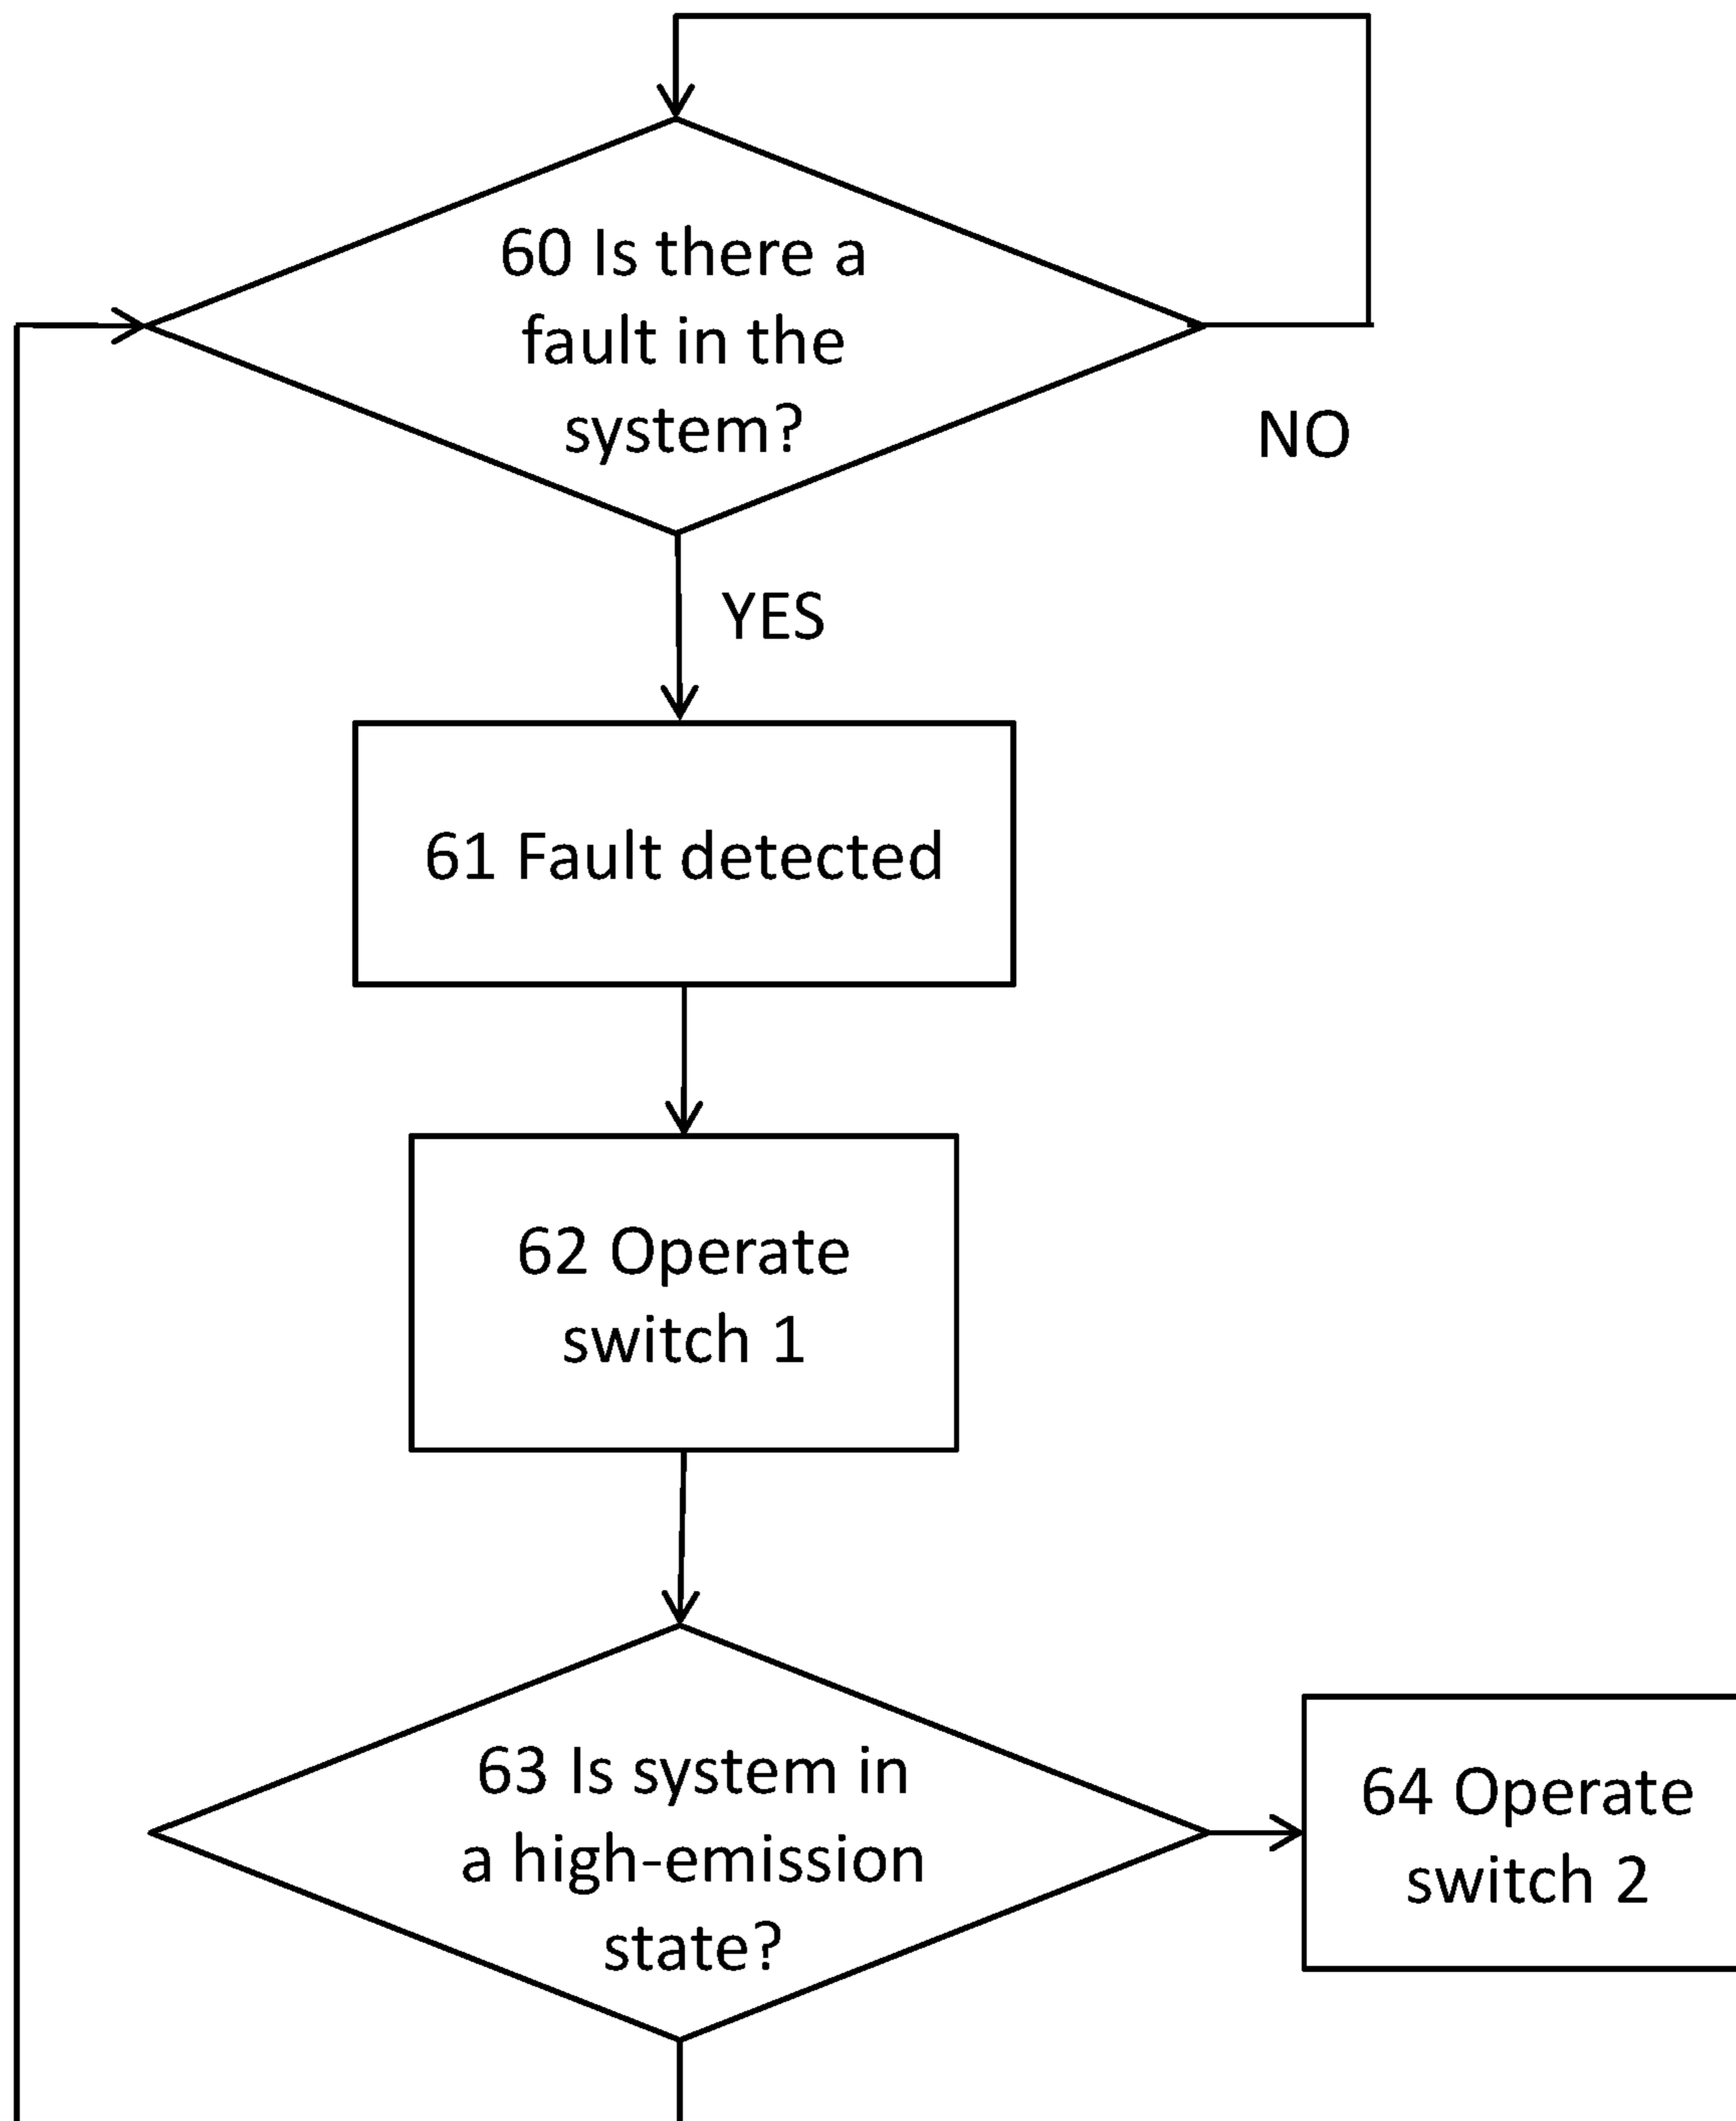 60 Is there a
fault in the
system?
NO
YES
61 Fault detected
62 Operate
switch 1
63 Is system in
a high-emission
state?
64 Operate
switch 2